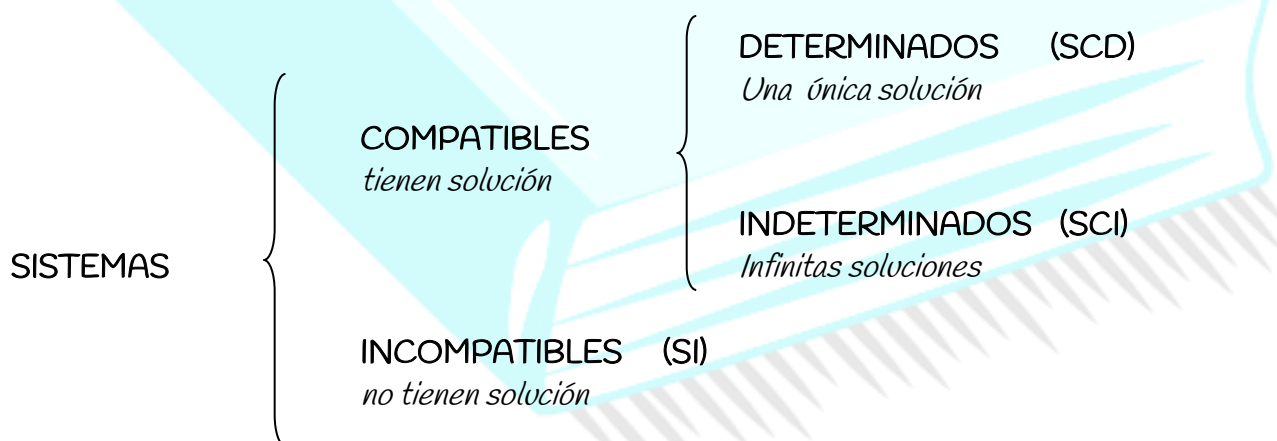 DETERMINADOS (SCD)
Una única solución
COMPATIBLES
tienen solución
INDETERMINADOS (SCI)
Infinitas soluciones
SISTEMAS
INCOMPATIBLES (SI)
no tienen solución